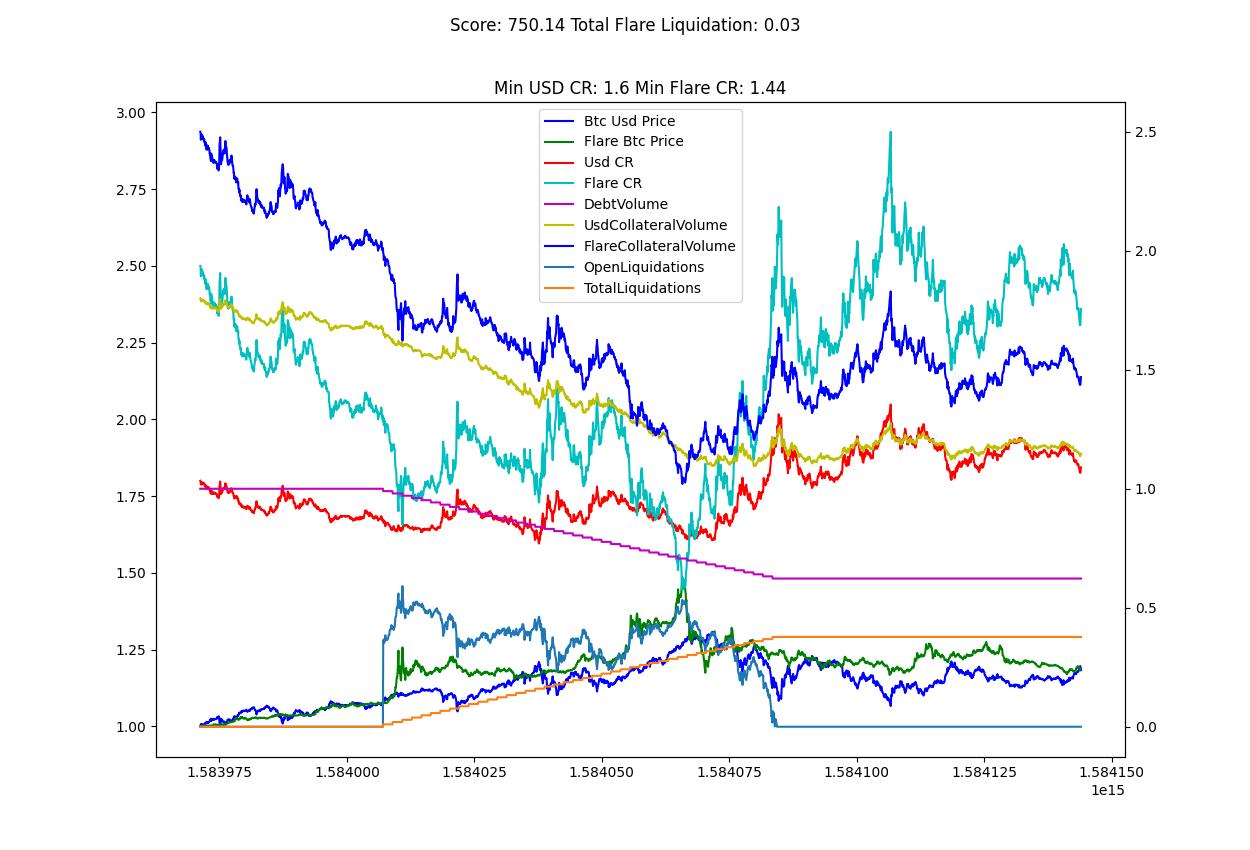 Score: 750.14 Total Flare Liquidation: 0.03
Min USD CR: 1.6 Min Flare CR: 1.44
3.00
2.75
2.50
2.25
2.00
1.75
1.50
1.25
1.00
Btc Usd Price
Flare Btc Price
Usd CR
Flare CR
DebtVolume
UsdCollateralVolume
FlareCollateralVolume
OpenLiquidations
TotalLiquidations
2.5
2.0
1.5
1.0
0.5
0.0
1.583975 1.584000 1.584025 1.584050 1.584075 1.584100 1.584125 1.584150
1e15